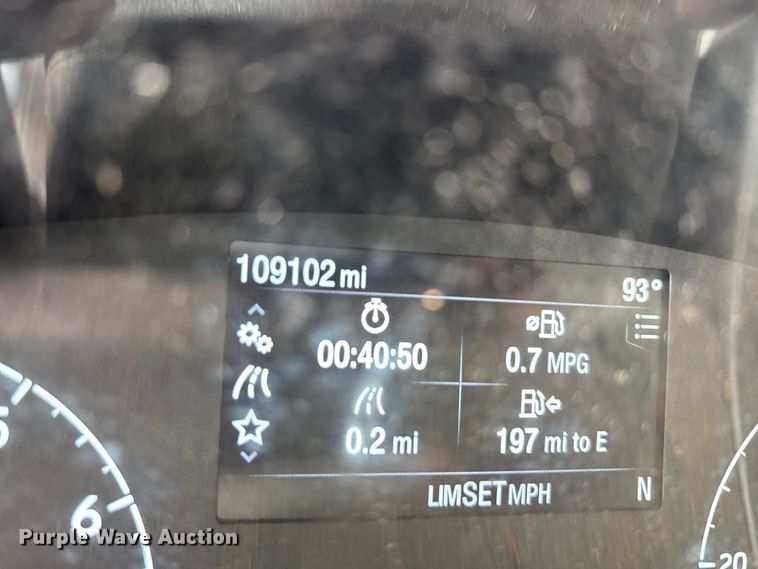 109102 mi
93°
00:40:50
ø
0.7 MPG
0.2 mi
197 mi to E
LIMSET MPH
N
5
6
20
Purple Wave Auction